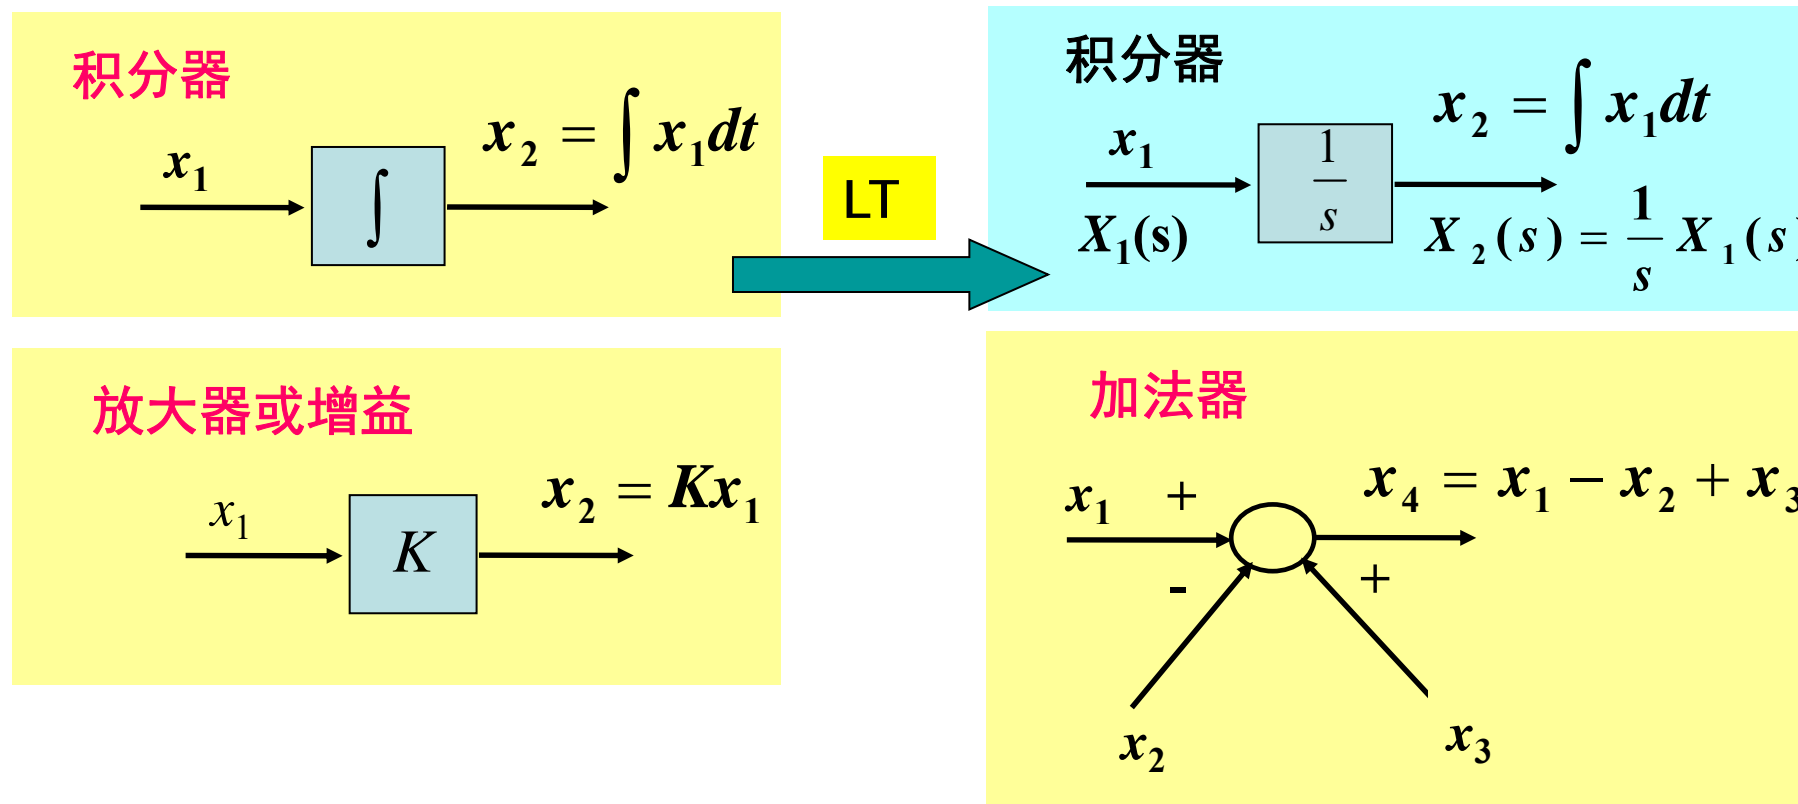 积分器
x₁
∫
x₂ = ∫ x₁dt
LT
积分器
x₁
X₁(s)
1/s
x₂ = ∫ x₁dt
X₂(s) = 1/s X₁(s)
放大器或增益
x₁
K
x₂ = Kx₁
加法器
x₁
+
-
+
x₄ = x₁ − x₂ + x₃
x₂
x₃